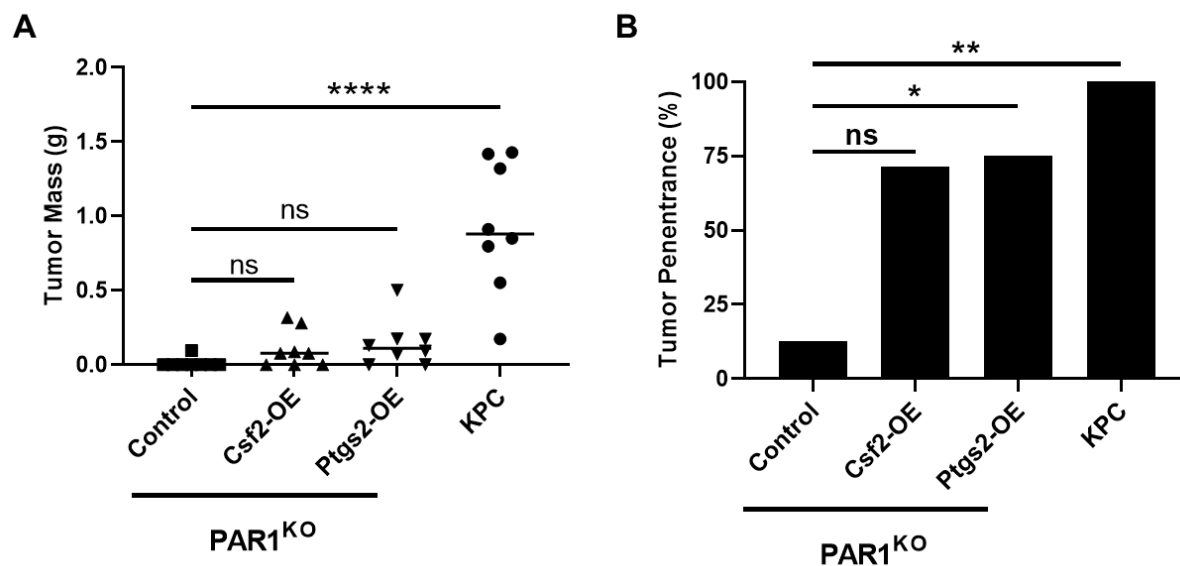 A
Tumor Mass (g)
2.0
1.5
1.0
0.5
0.0
****
ns
ns
Control
Csf2-OE
Ptgs2-OE
KPC
PAR1KO
B
Tumor Penentrance (%)
100
75
50
25
0
**
*
ns
Control
Csf2-OE
Ptgs2-OE
KPC
PAR1KO